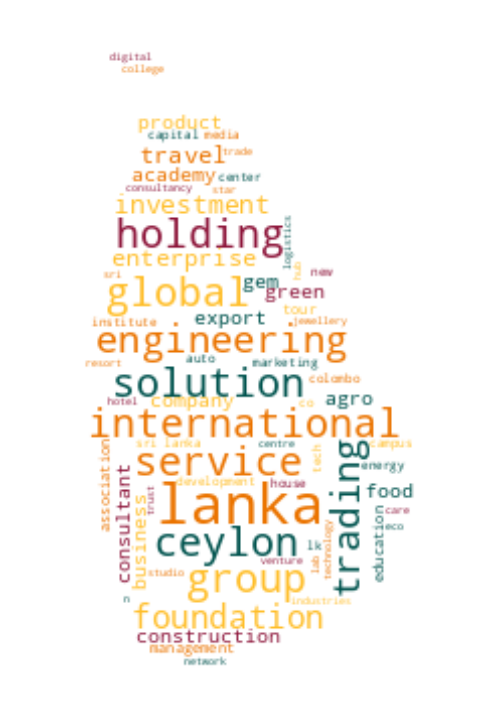 digital
college
product
capital media
travel trade
academy center
consultancy star
investment
holding
logistics
enterprise
hub
sri gem new
global green
tour
institute export jewellery
engineering
resort auto marketing
solution colombo
hotel company co agro
international
sri lanka centre campus
association
service tech energy
trading
consultant
development house food
business
trust
lanka care
education
eco
ceylon lk
technology
venture
lab
studio group
n industries
foundation
construction
management
network